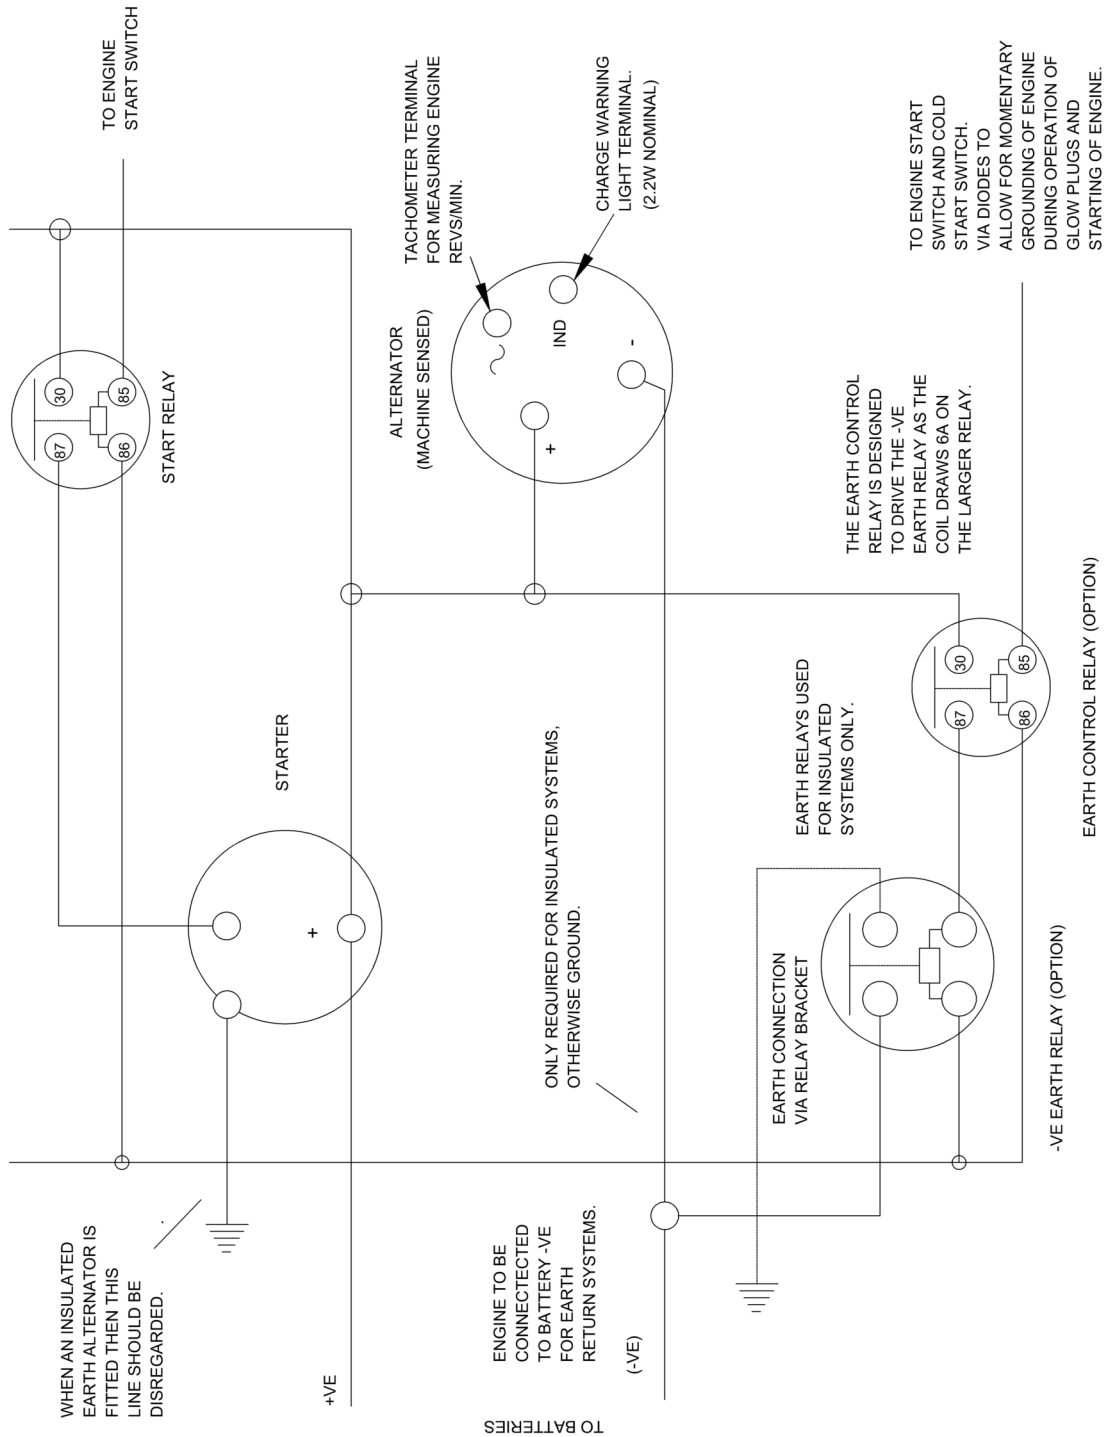 TO ENGINE
START SWITCH
30
87
85
86
START RELAY
TACHOMETER TERMINAL
FOR MEASURING ENGINE
REVS/MIN.
CHARGE WARNING
LIGHT TERMINAL.
(2.2W NOMINAL)
ALTERNATOR
(MACHINE SENSED)
IND
-
+
TO ENGINE START
SWITCH AND COLD
START SWITCH.
VIA DIODES TO
ALLOW FOR MOMENTARY
GROUNDING OF ENGINE
DURING OPERATION OF
GLOW PLUGS AND
STARTING OF ENGINE.
THE EARTH CONTROL
RELAY IS DESIGNED
TO DRIVE THE -VE
EARTH RELAY AS THE
COIL DRAWS 6A ON
THE LARGER RELAY.
STARTER
+
ONLY REQUIRED FOR INSULATED SYSTEMS,
OTHERWISE GROUND.
EARTH RELAYS USED
FOR INSULATED
SYSTEMS ONLY.
30
87
85
86
EARTH CONTROL RELAY (OPTION)
EARTH CONNECTION
VIA RELAY BRACKET
-VE EARTH RELAY (OPTION)
WHEN AN INSULATED
EARTH ALTERNATOR IS
FITTED THEN THIS
LINE SHOULD BE
DISREGARDED.
ENGINE TO BE
CONNECTECTED
TO BATTERY -VE
FOR EARTH
RETURN SYSTEMS.
+VE
(-VE)
TO BATTERIES